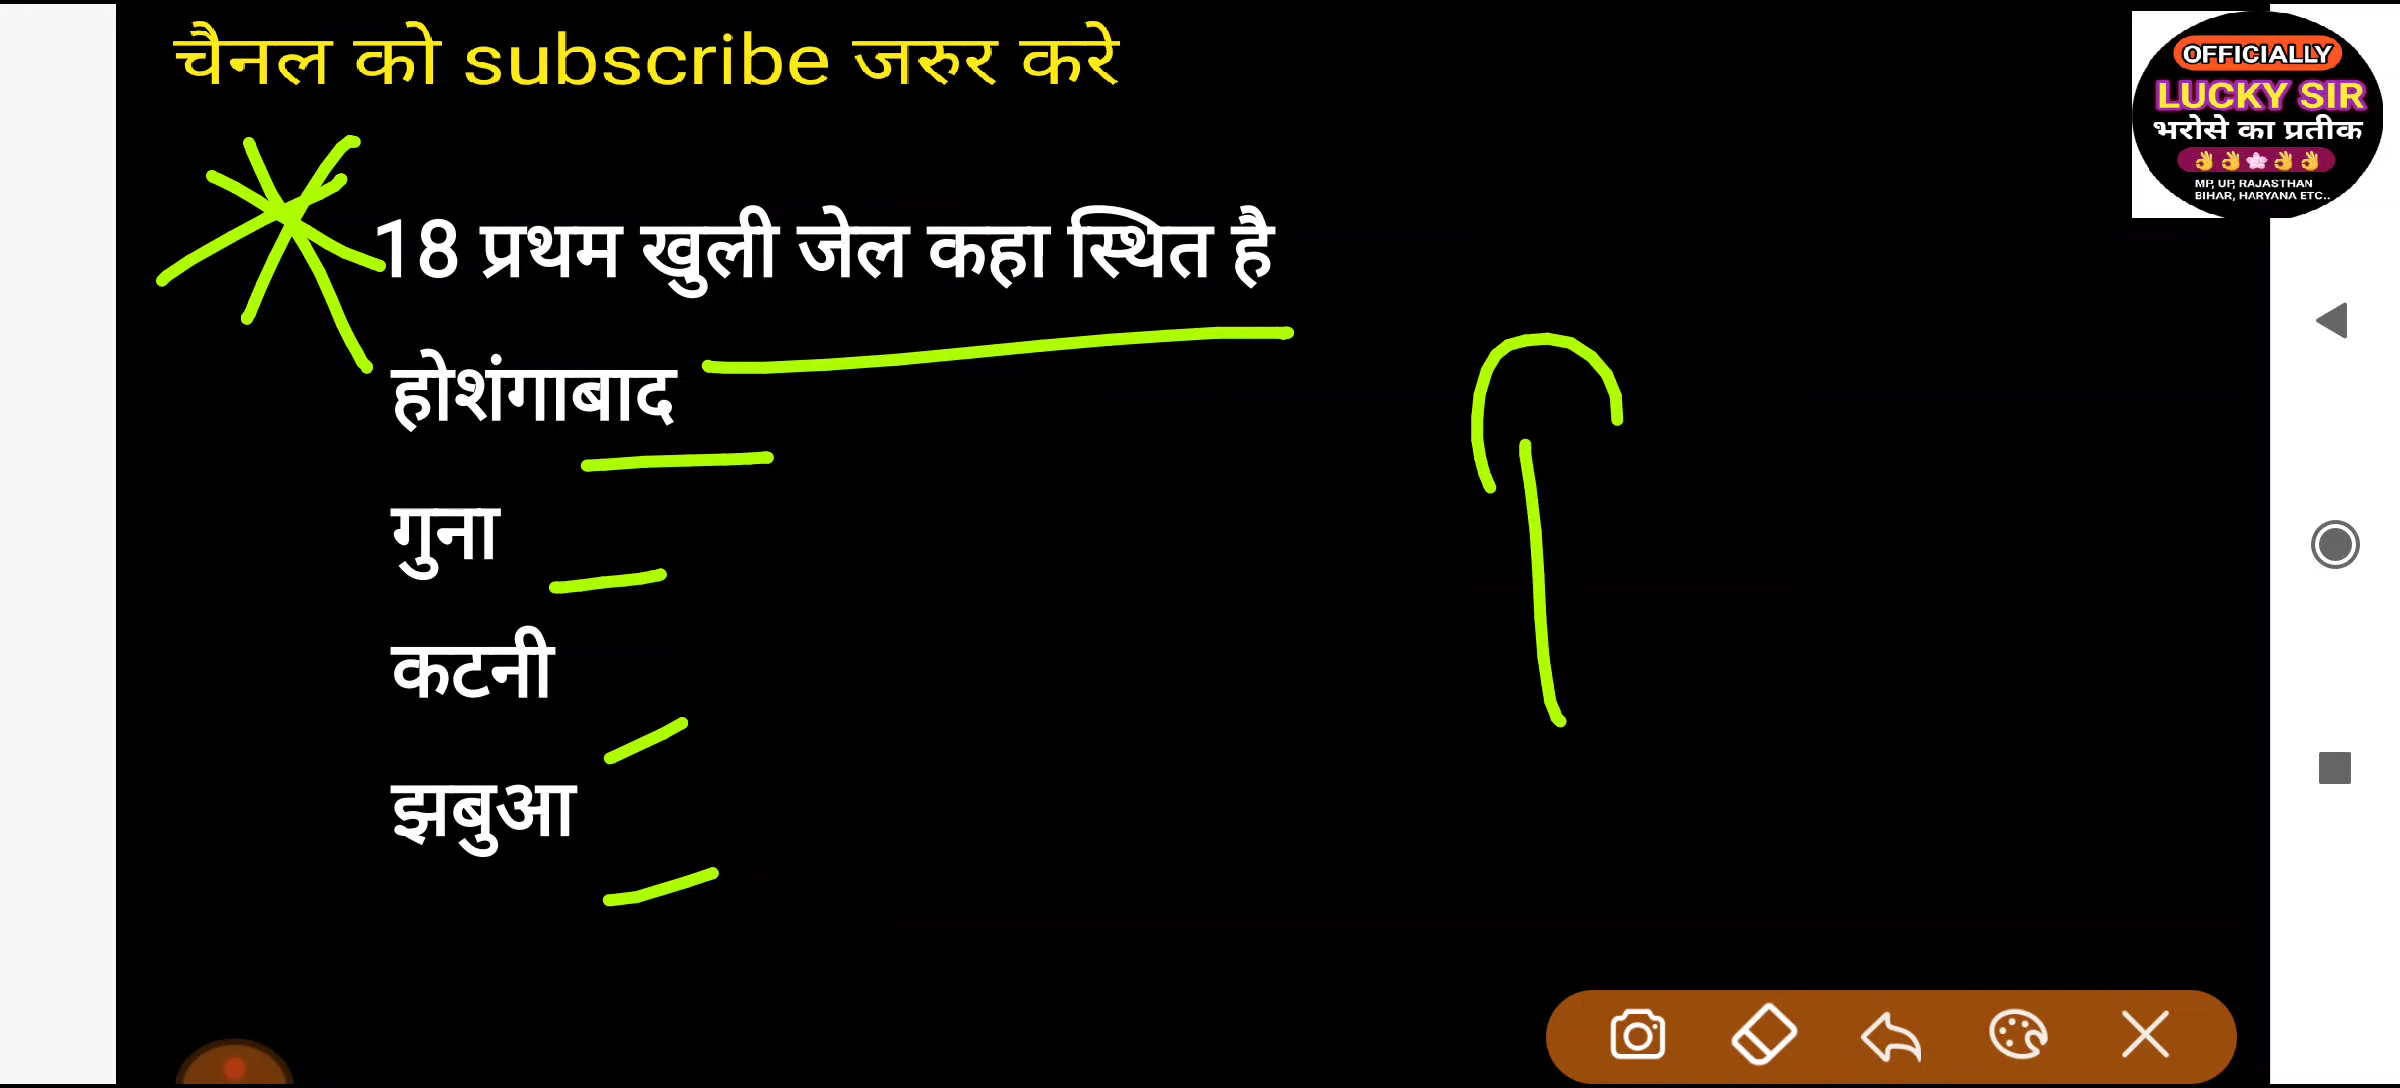 चैनल को subscribe जरुर करे
OFFICIALLY
LUCKY SIR
भरोसे का प्रतीक
MP, UP, RAJASTHAN
BIHAR, HARYANA ETC..
18 प्रथम खुली जेल कहा स्थित है
होशंगाबाद
गुना
कटनी
झबुआ